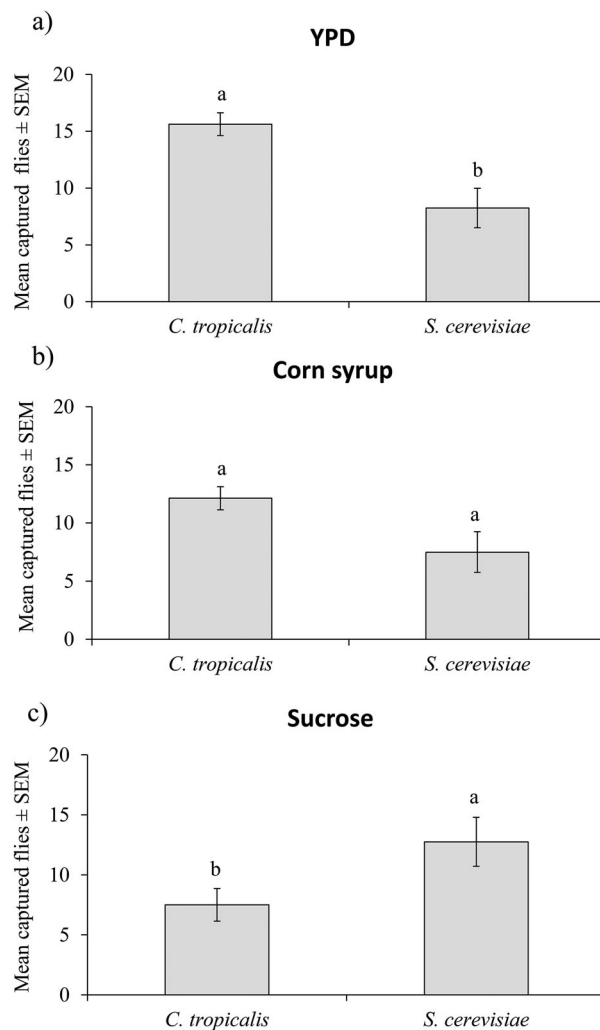 a)
YPD
Mean captured flies ± SEM
20
15
10
5
0
a
b
C. tropicalis
S. cerevisiae
b)
Corn syrup
Mean captured flies ± SEM
20
15
10
5
0
a
a
C. tropicalis
S. cerevisiae
c)
Sucrose
Mean captured flies ± SEM
20
15
10
5
0
b
a
C. tropicalis
S. cerevisiae